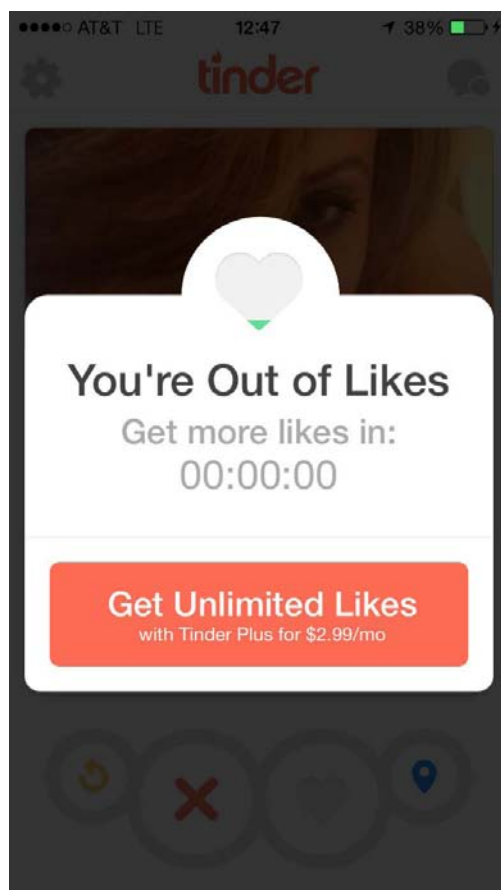 AT&T LTE 12:47 38%
tinder
You're Out of Likes
Get more likes in:
00:00:00
Get Unlimited Likes
with Tinder Plus for $2.99/mo